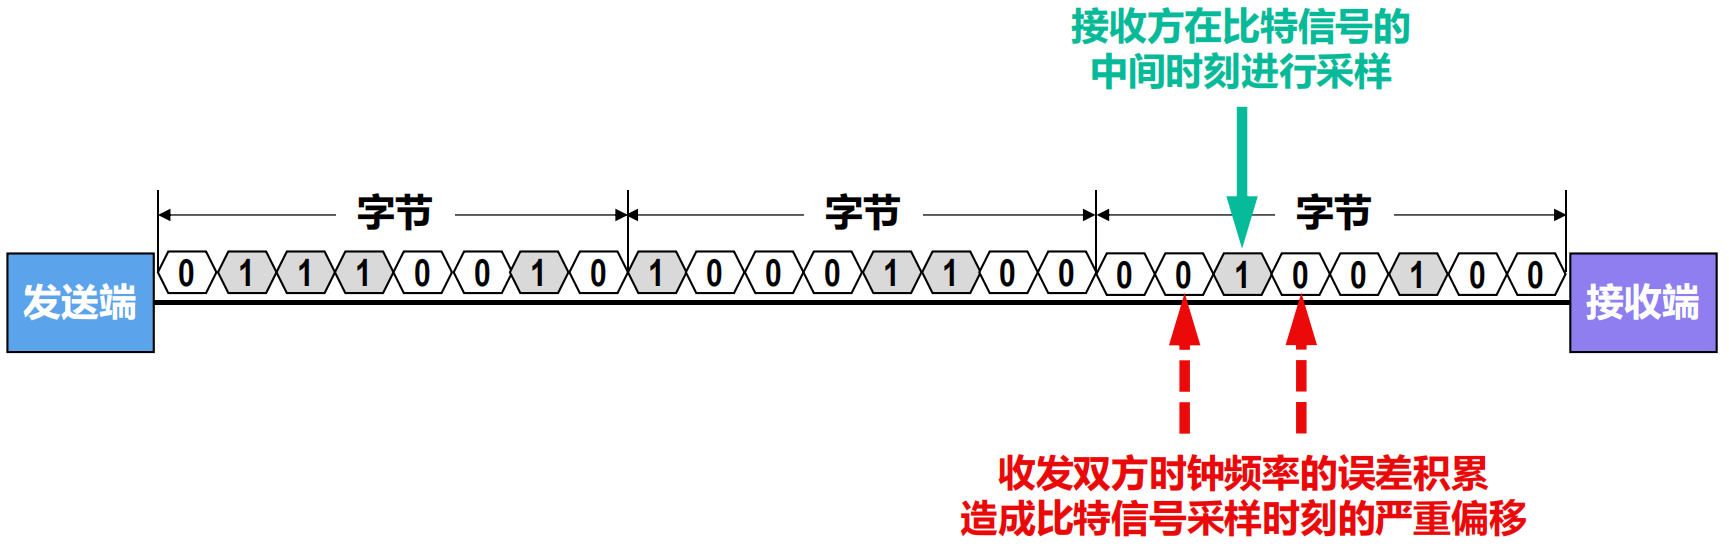 接收方在比特信号的
中间时刻进行采样
字节 字节 字节
0 1 1 1 0 0 1 0 1 0 0 0 1 1 0 0 0 0 1 0 0 1 0 0
发送端 接收端
收发双方时钟频率的误差积累
造成比特信号采样时刻的严重偏移